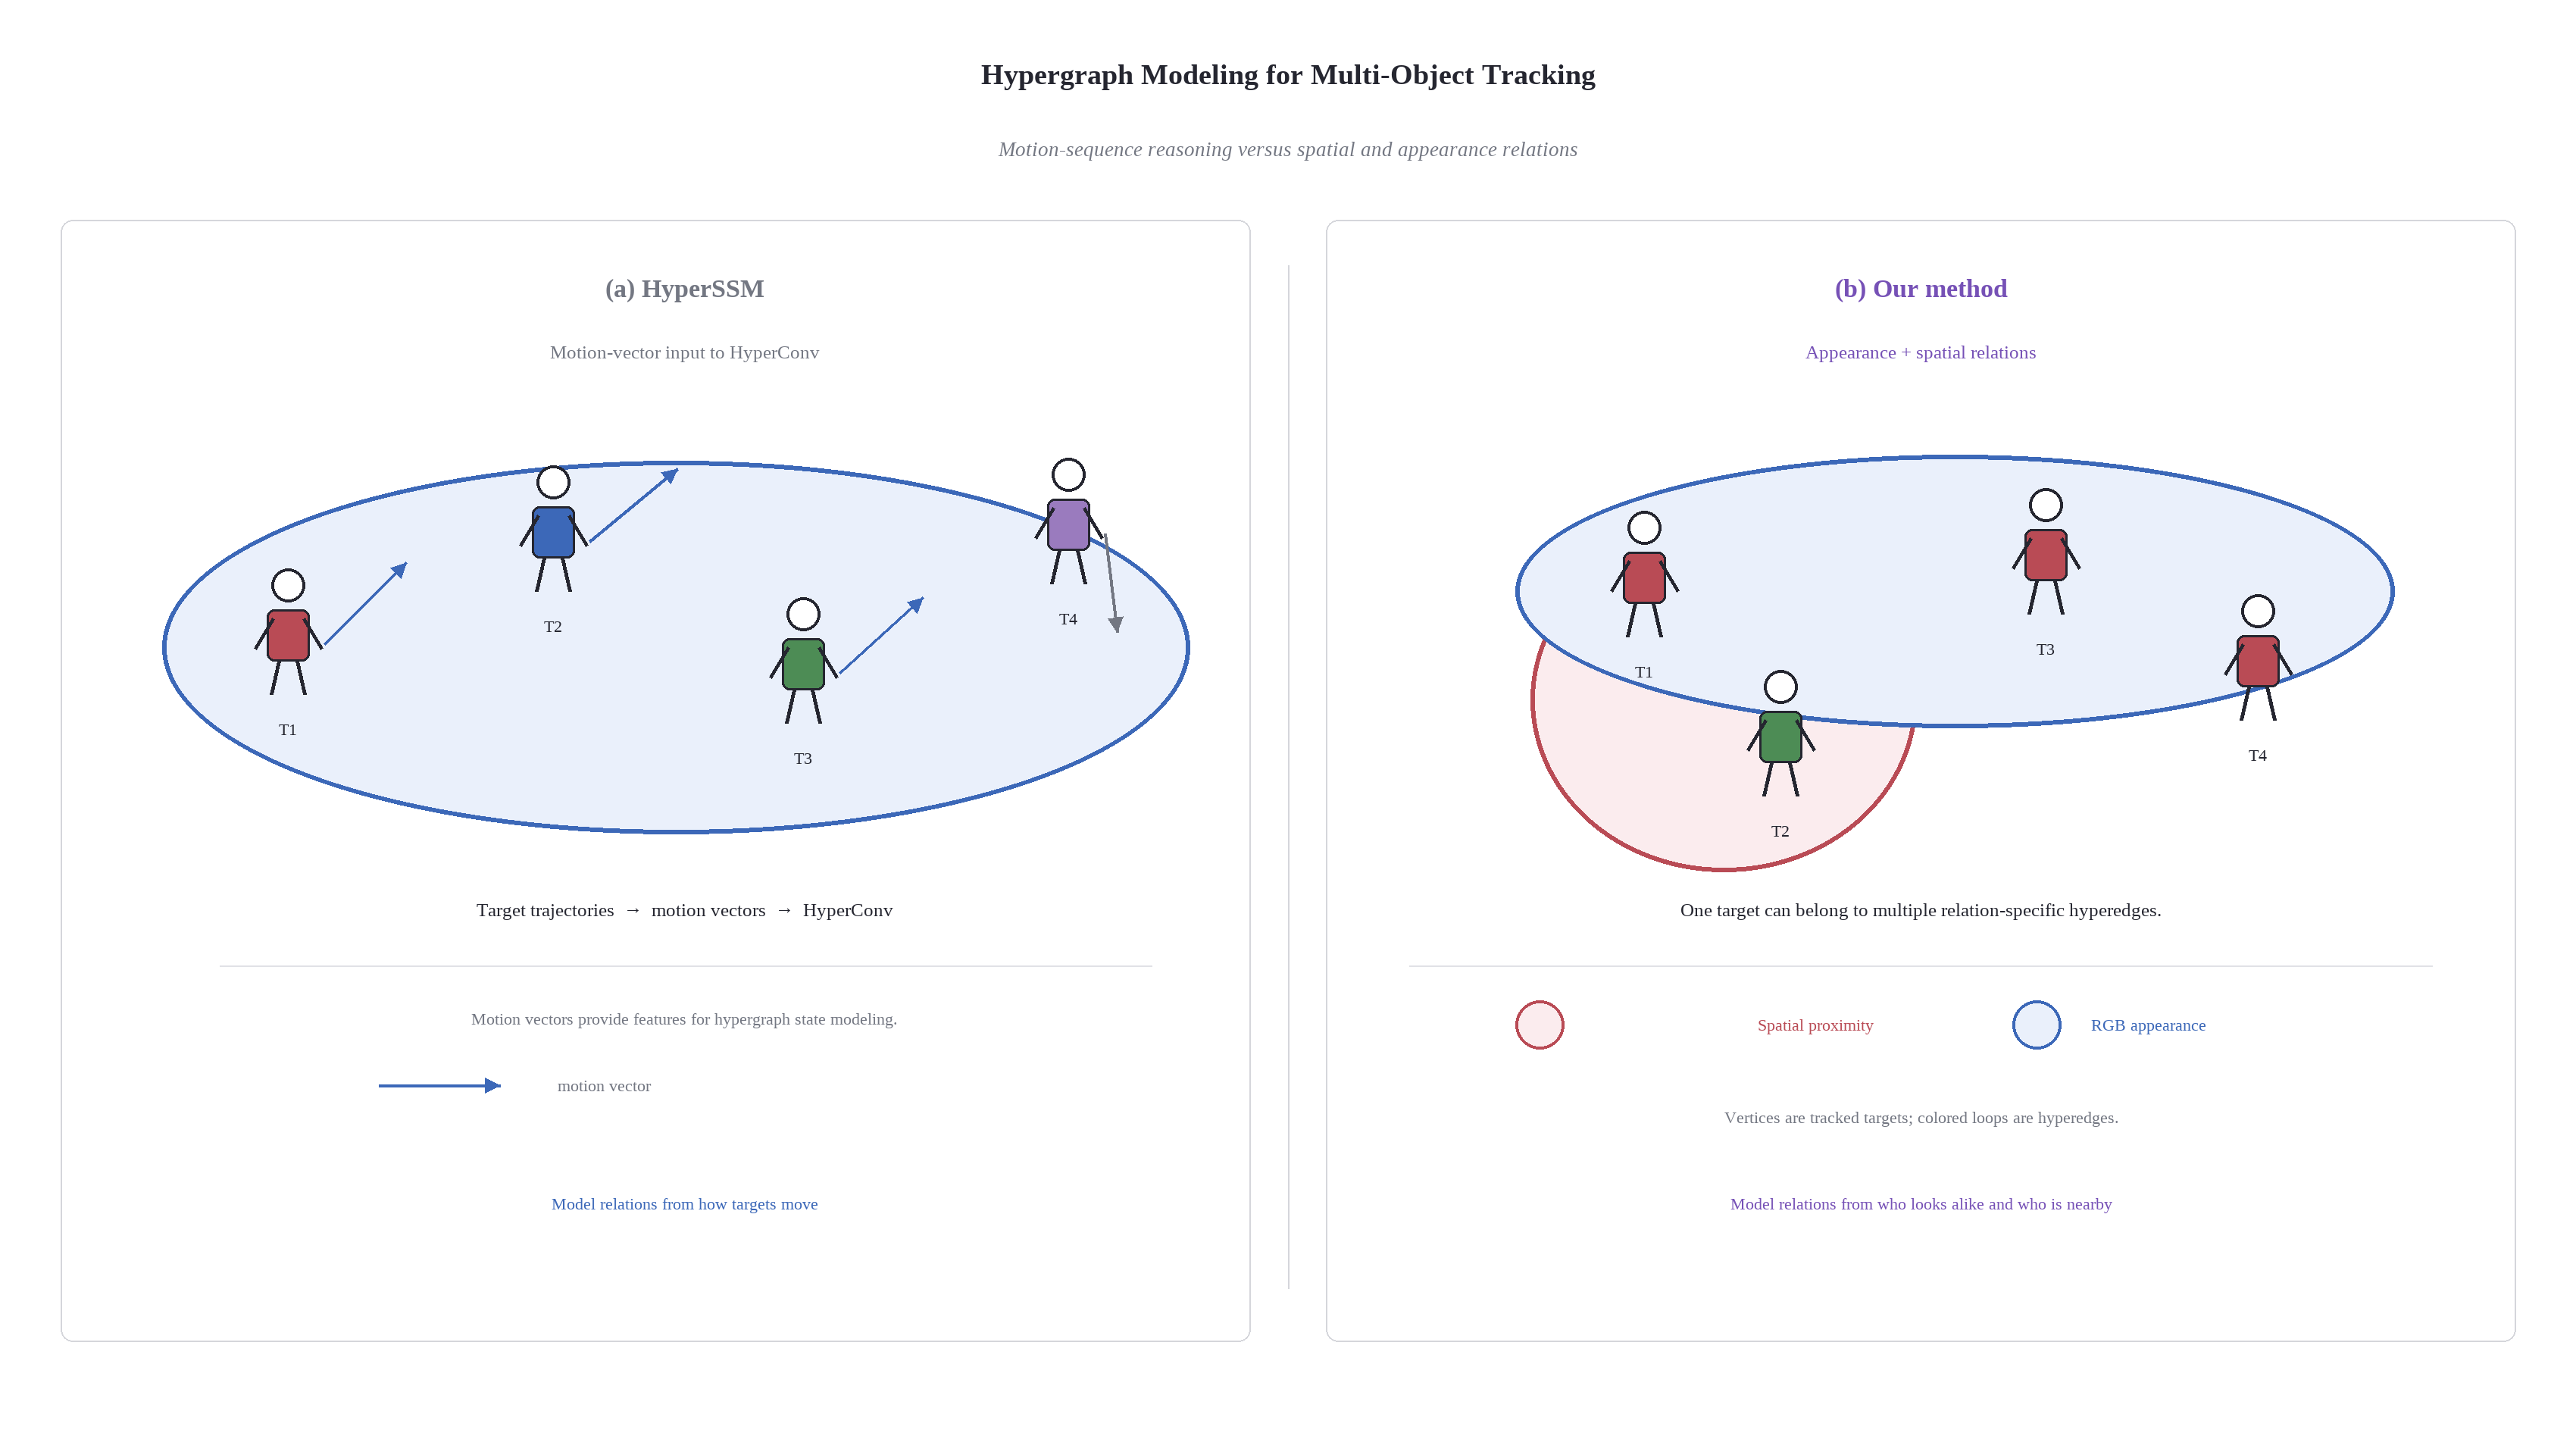 Hypergraph Modeling for Multi-Object Tracking
Motion-sequence reasoning versus spatial and appearance relations
(a) HyperSSM
Motion-vector input to HyperConv
T1
T2
T3
T4
Target trajectories → motion vectors → HyperConv
Motion vectors provide features for hypergraph state modeling.
motion vector
Model relations from how targets move
(b) Our method
Appearance + spatial relations
T1
T2
T3
T4
One target can belong to multiple relation-specific hyperedges.
Spatial proximity
RGB appearance
Vertices are tracked targets; colored loops are hyperedges.
Model relations from who looks alike and who is nearby